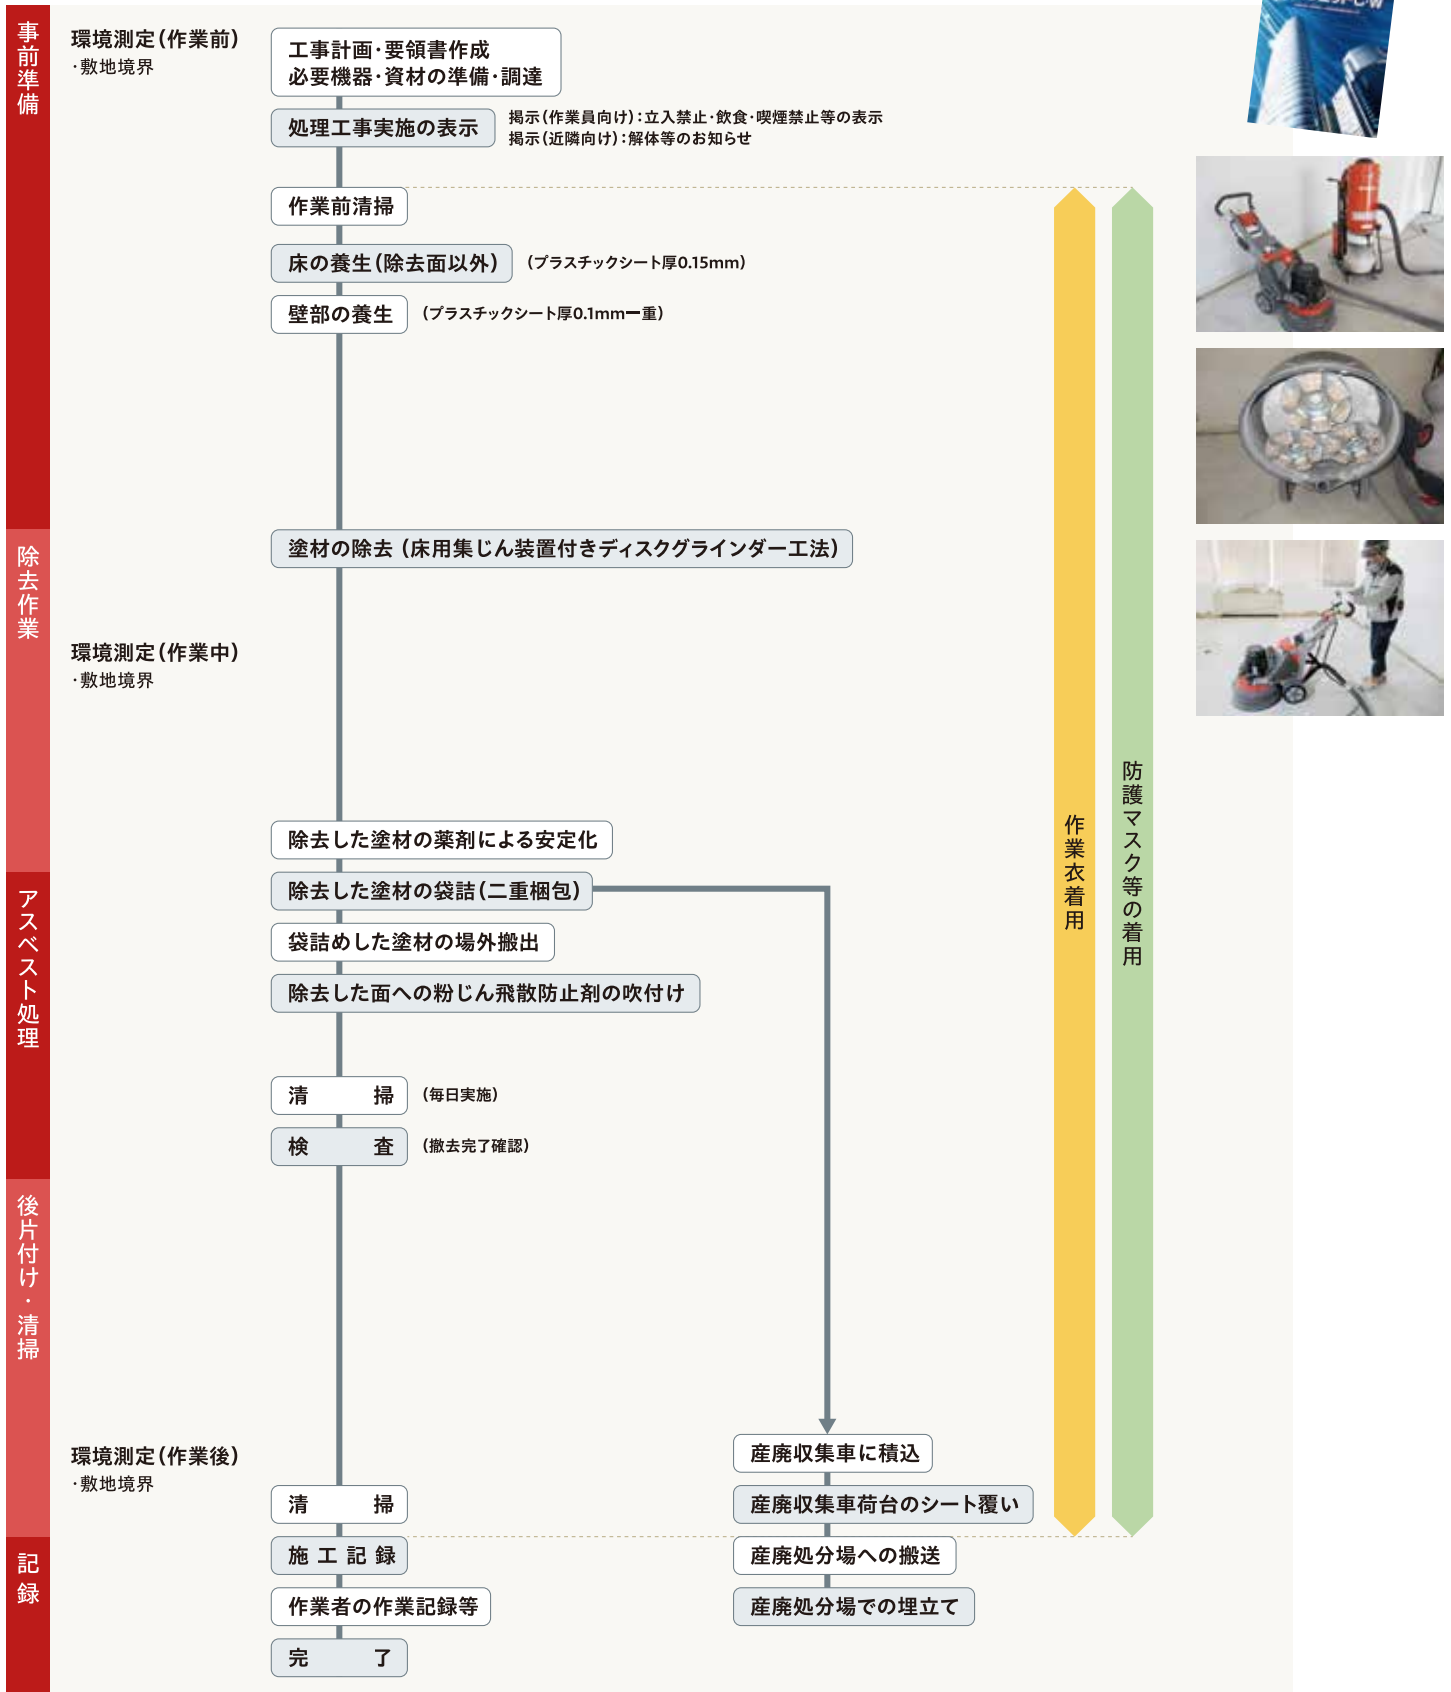 事前準備
環境測定（作業前）
・敷地境界
工事計画・要領書作成
必要機器・資材の準備・調達
処理工事実施の表示
掲示（作業員向け）：立入禁止・飲食・喫煙禁止等の表示
掲示（近隣向け）：解体等のお知らせ
作業前清掃
床の養生（除去面以外）
（プラスチックシート厚0.15mm）
壁部の養生
（プラスチックシート厚0.1mm一重）
除去作業
塗材の除去（床用集じん装置付きディスクグラインダー工法）
環境測定（作業中）
・敷地境界
除去した塗材の薬剤による安定化
アスベスト処理
除去した塗材の袋詰（二重梱包）
袋詰めした塗材の場外搬出
除去した面への粉じん飛散防止剤の吹付け
清　掃
（毎日実施）
検　査
（撤去完了確認）
後片付け・清掃
環境測定（作業後）
・敷地境界
清　掃
記録
施工記録
作業者の作業記録等
完　了
産廃収集車に積込
産廃収集車荷台のシート覆い
産廃処分場への搬送
産廃処分場での埋立て
作業衣着用
防護マスク等の着用